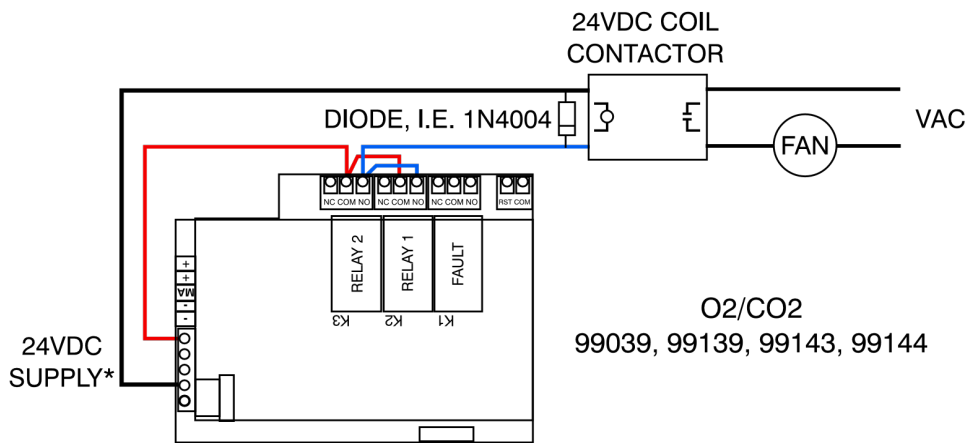 24VDC COIL
CONTACTOR
DIODE, I.E. 1N4004
VAC
FAN
NC COM NO NC COM NO NC COM NO RST COM
RELAY 2
RELAY 1
FAULT
K3
K2
K1
+
+
MA
-
-
24VDC
SUPPLY*
O2/CO2
99039, 99139, 99143, 99144